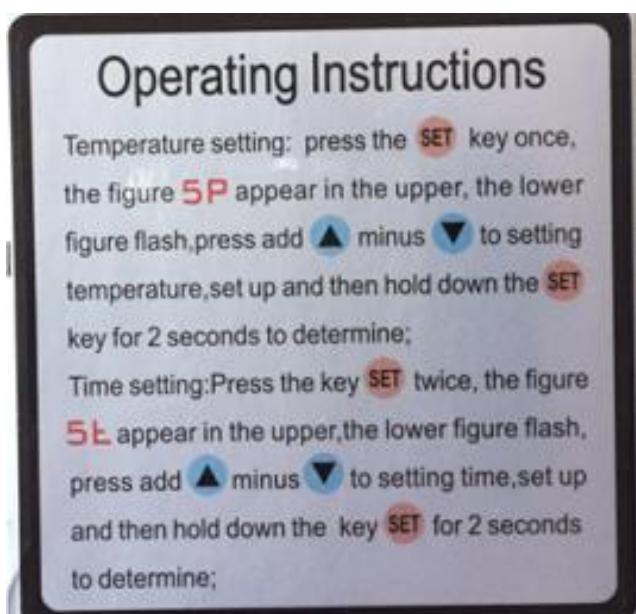 Operating Instructions
Temperature setting: press the SET key once,
the figure SP appear in the upper, the lower
figure flash,press add ▲ minus ▼ to setting
temperature,set up and then hold down the SET
key for 2 seconds to determine;
Time setting:Press the key SET twice, the figure
St appear in the upper,the lower figure flash,
press add ▲ minus ▼ to setting time,set up
and then hold down the key SET for 2 seconds
to determine;